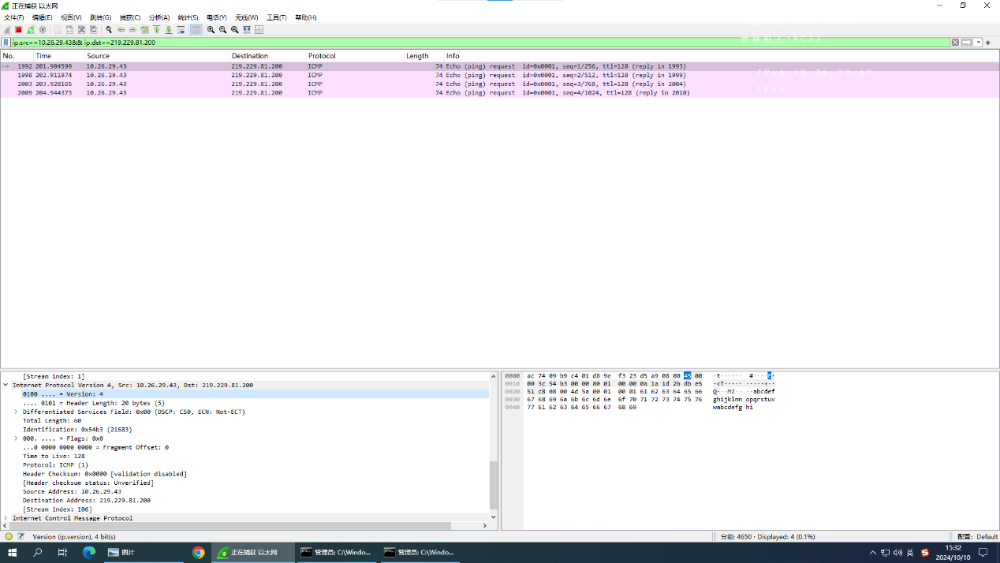 正在捕获 以太网
文件(F) 编辑(E) 视图(V) 跳转(G) 捕获(C) 分析(A) 统计(S) 电话(Y) 无线(W) 工具(T) 帮助(H)
计算机名:PC23
ip.src==10.26.29.43&& ip.dst==219.229.81.200
No. Time Source Destination Protocol Length Info
1992 201.904599 10.26.29.43 219.229.81.200 ICMP 74 Echo (ping) request id=0x0001, seq=1/256, ttl=128 (reply in 1993)
1998 202.911974 10.26.29.43 219.229.81.200 ICMP 74 Echo (ping) request id=0x0001, seq=2/512, ttl=128 (reply in 1999)
2003 203.928165 10.26.29.43 219.229.81.200 ICMP 74 Echo (ping) request id=0x0001, seq=3/768, ttl=128 (reply in 2004)
2009 204.944373 10.26.29.43 219.229.81.200 ICMP 74 Echo (ping) request id=0x0001, seq=4/1024, ttl=128 (reply in 2010)
[Stream index: 1]
Internet Protocol Version 4, Src: 10.26.29.43, Dst: 219.229.81.200
0100 .... = Version: 4
.... 0101 = Header Length: 20 bytes (5)
Differentiated Services Field: 0x00 (DSCP: CS0, ECN: Not-ECT)
Total Length: 60
Identification: 0x54b3 (21683)
000. .... = Flags: 0x0
...0 0000 0000 0000 = Fragment Offset: 0
Time to Live: 128
Protocol: ICMP (1)
Header Checksum: 0x0000 [validation disabled]
[Header checksum status: Unverified]
Source Address: 10.26.29.43
Destination Address: 219.229.81.200
[Stream index: 106]
Internet Control Message Protocol
0000 ac 74 09 b9 c4 01 d8 9e f3 23 d5 a9 08 00 45 00 ·t······ ·#····E·
0010 00 3c 54 b3 00 00 80 01 00 00 0a 1a 1d 2b db e5 ·<T····· ·····+··
0020 51 c8 08 00 4d 5a 00 01 00 01 61 62 63 64 65 66 Q···MZ·· ··abcdef
0030 67 68 69 6a 6b 6c 6d 6e 6f 70 71 72 73 74 75 76 ghijklmn opqrstuv
0040 77 61 62 63 64 65 66 67 68 69 wabcdefg hi
Version (ip.version), 4 bit(s)
分组: 4650 · Displayed: 4 (0.1%)
配置: Default
图片
正在捕获 以太网
管理员: C:\Windo...
管理员: C:\Windo...
英
15:32
2024/10/10